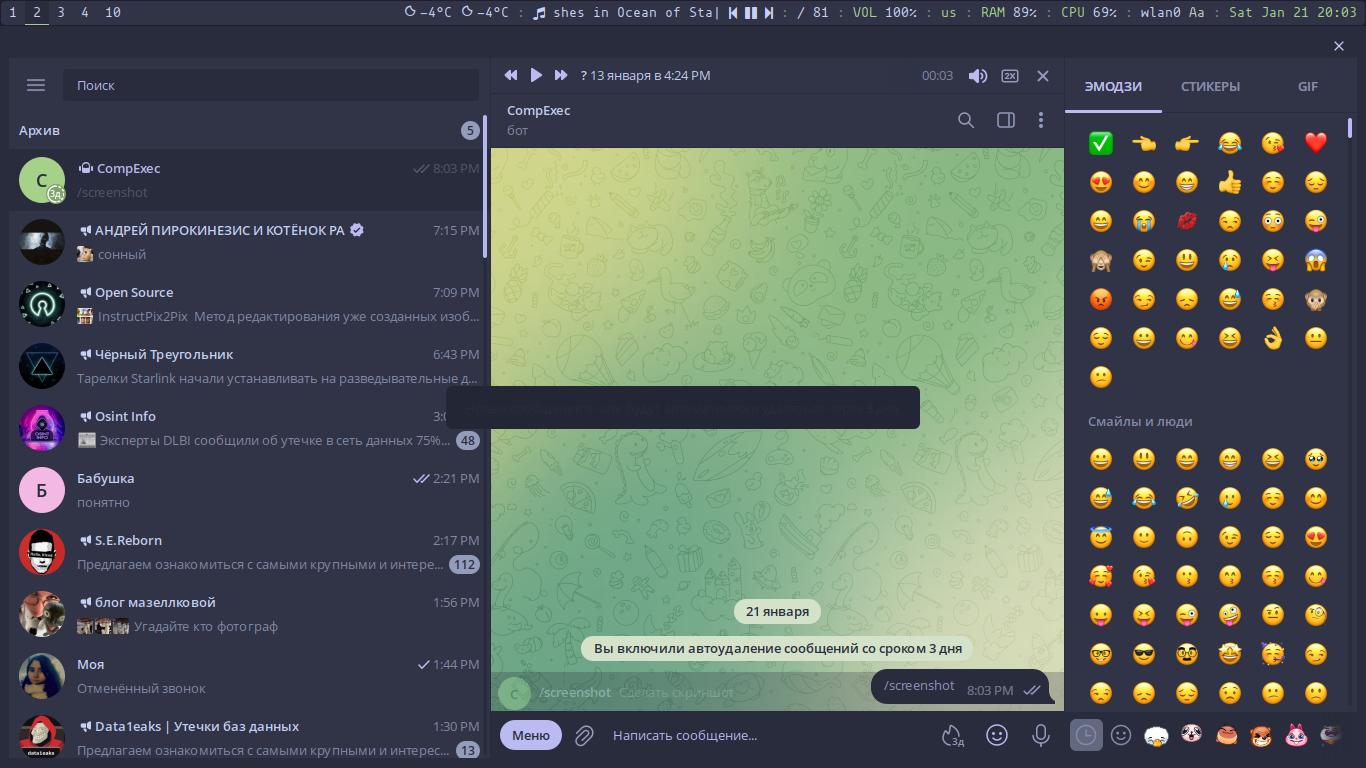 1 2 3 4 10
−4°C −4°C : shes in Ocean of Sta| : / 81 : VOL 100% : us : RAM 89% : CPU 69% : wlan0 Aa : Sat Jan 21 20:03
Поиск
Архив 5
C
3д
CompExec 8:03 PM
/screenshot
АНДРЕЙ ПИРОКИНЕЗИС И КОТЁНОК РА 7:15 PM
сонный
Open Source 7:09 PM
InstructPix2Pix Метод редактирования уже созданных изоб...
Чёрный Треугольник 6:43 PM
Тарелки Starlink начали устанавливать на разведывательные д...
Osint Info
Эксперты DLBI сообщили об утечке в сеть данных 75%... 48
Б
Бабушка 2:21 PM
понятно
S.E.Reborn 2:17 PM
Предлагаем ознакомиться с самыми крупными и интере... 112
блог мазеллковой 1:56 PM
Угадайте кто фотограф
Моя 1:44 PM
Отменённый звонок
Data1eaks | Утечки баз данных 1:30 PM
Предлагаем ознакомиться с самыми крупными и интерес... 13
? 13 января в 4:24 PM 00:03 2X
CompExec
бот
21 января
Вы включили автоудаление сообщений со сроком 3 дня
/screenshot 8:03 PM
C /screenshot Сделать скриншот
Меню Написать сообщение... 3д
ЭМОДЗИ СТИКЕРЫ GIF
Смайлы и люди